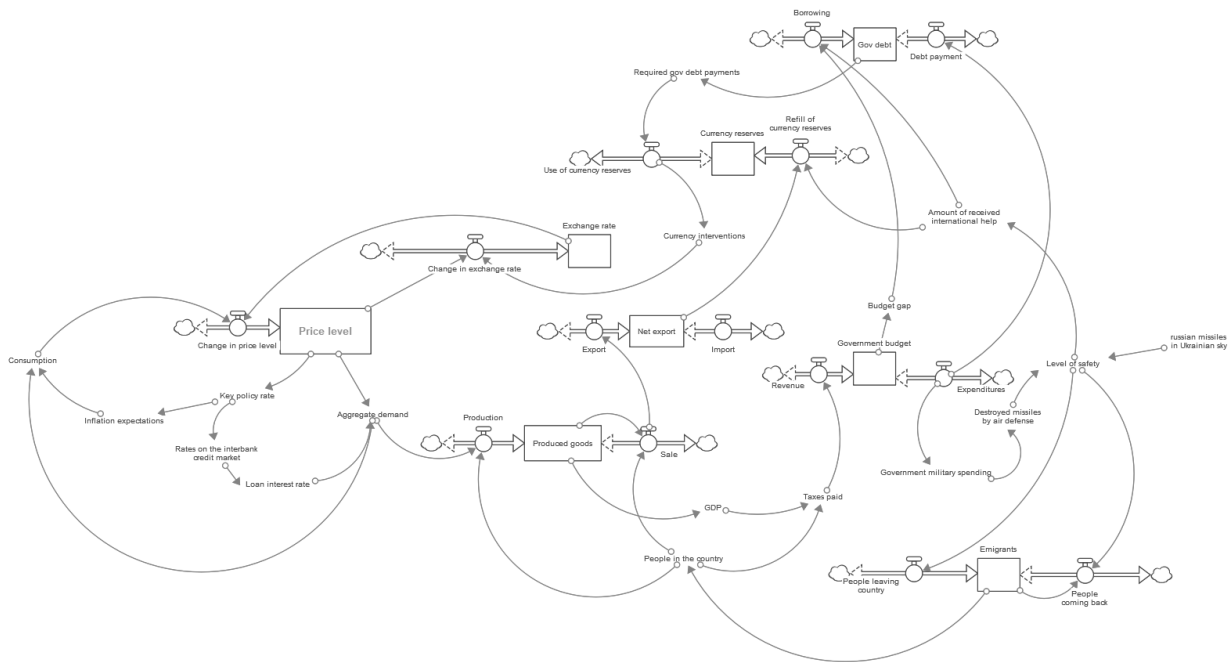 Borrowing
Gov debt
Debt payment
Required gov debt payments
Refill of
currency reserves
Currency reserves
Use of currency reserves
Amount of received
international help
Exchange rate
Currency interventions
Change in exchange rate
Budget gap
Price level
Net export
Change in price level
Export
Import
Government budget
russian missiles
in Ukrainian sky
Consumption
Level of safety
Revenue
Expenditures
Key policy rate
Inflation expectations
Aggregate demand
Production
Destroyed missiles
by air defense
Produced goods
Sale
Rates on the interbank
credit market
Government military spending
Loan interest rate
Taxes paid
GDP
People in the country
Emigrants
People leaving
country
People
coming back